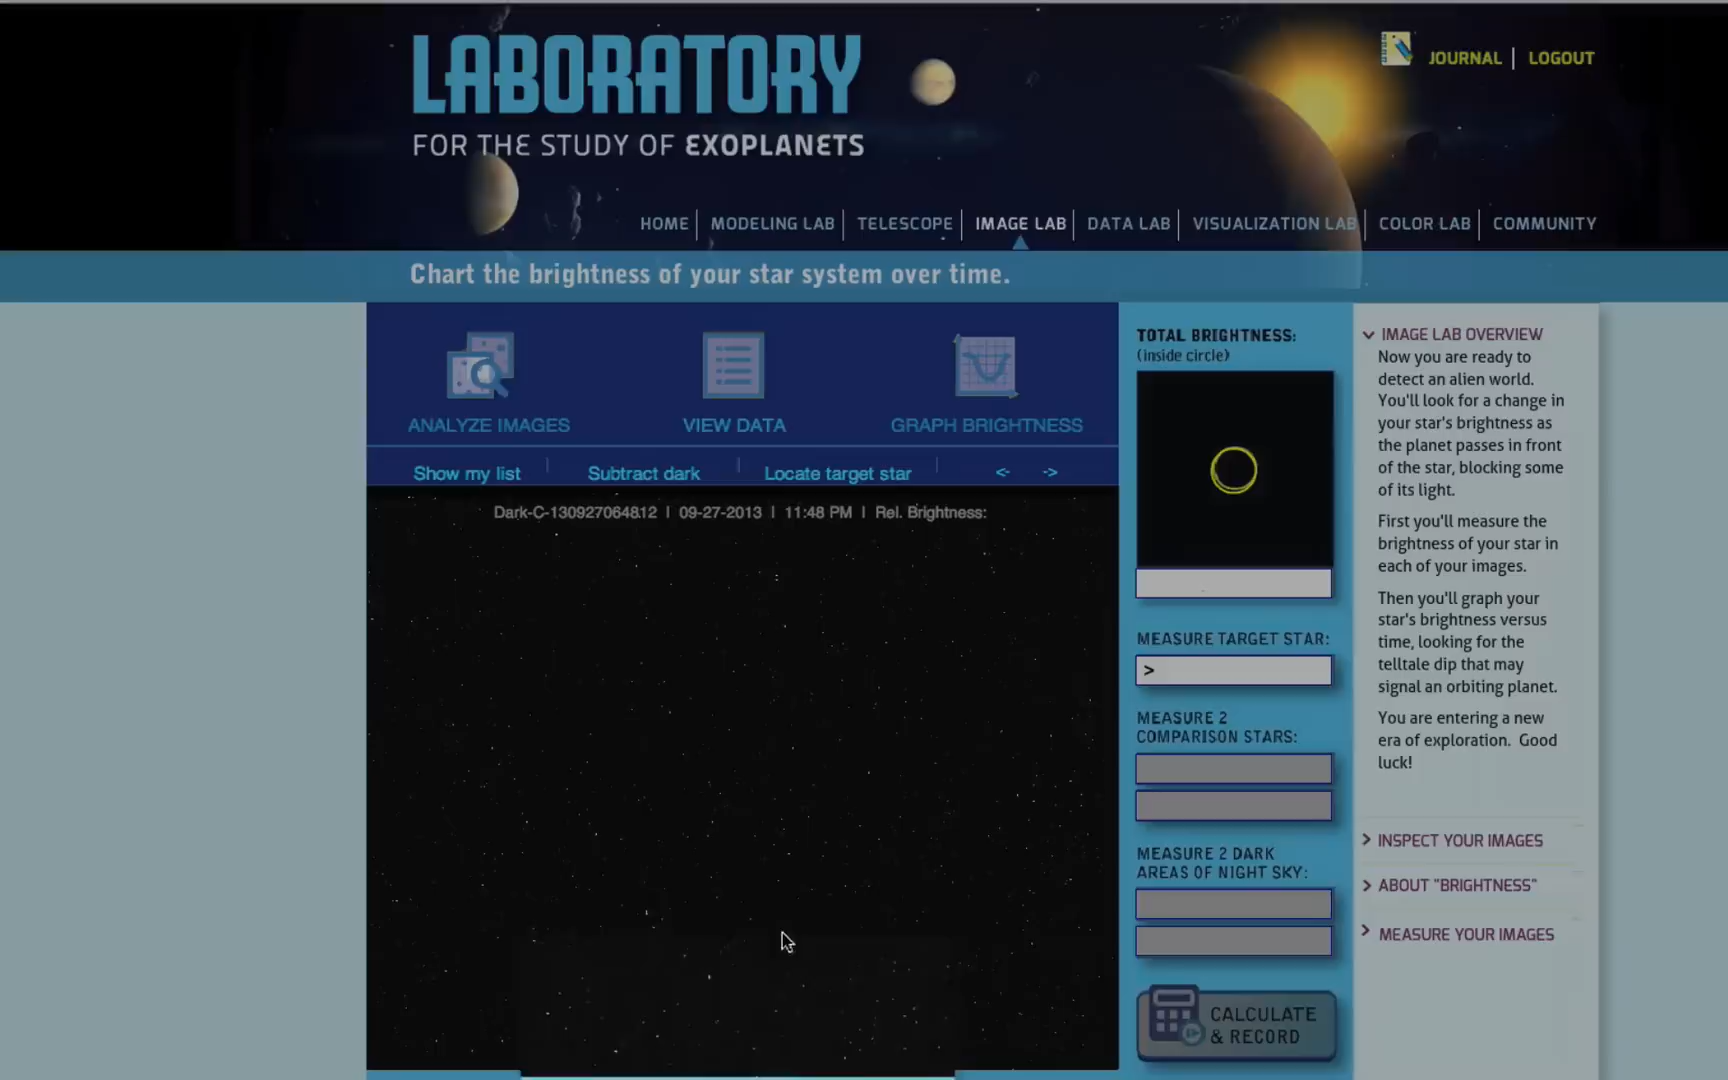 LABORATORY
FOR THE STUDY OF EXOPLANETS
JOURNAL | LOGOUT
HOME | MODELING LAB | TELESCOPE | IMAGE LAB | DATA LAB | VISUALIZATION LAB | COLOR LAB | COMMUNITY
Chart the brightness of your star system over time.
ANALYZE IMAGES
VIEW DATA
GRAPH BRIGHTNESS
Show my list | Subtract dark | Locate target star | <- ->
Dark-C-130927064812 | 09-27-2013 | 11:48 PM | Rel. Brightness:
TOTAL BRIGHTNESS:
(inside circle)
MEASURE TARGET STAR:
>
MEASURE 2
COMPARISON STARS:
MEASURE 2 DARK
AREAS OF NIGHT SKY:
CALCULATE
& RECORD
IMAGE LAB OVERVIEW
Now you are ready to
detect an alien world.
You'll look for a change in
your star's brightness as
the planet passes in front
of the star, blocking some
of its light.
First you'll measure the
brightness of your star in
each of your images.
Then you'll graph your
star's brightness versus
time, looking for the
telltale dip that may
signal an orbiting planet.
You are entering a new
era of exploration. Good
luck!
> INSPECT YOUR IMAGES
> ABOUT "BRIGHTNESS"
> MEASURE YOUR IMAGES